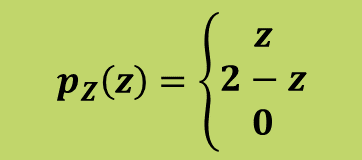 z
p_Z(z) = { 2 − z
0